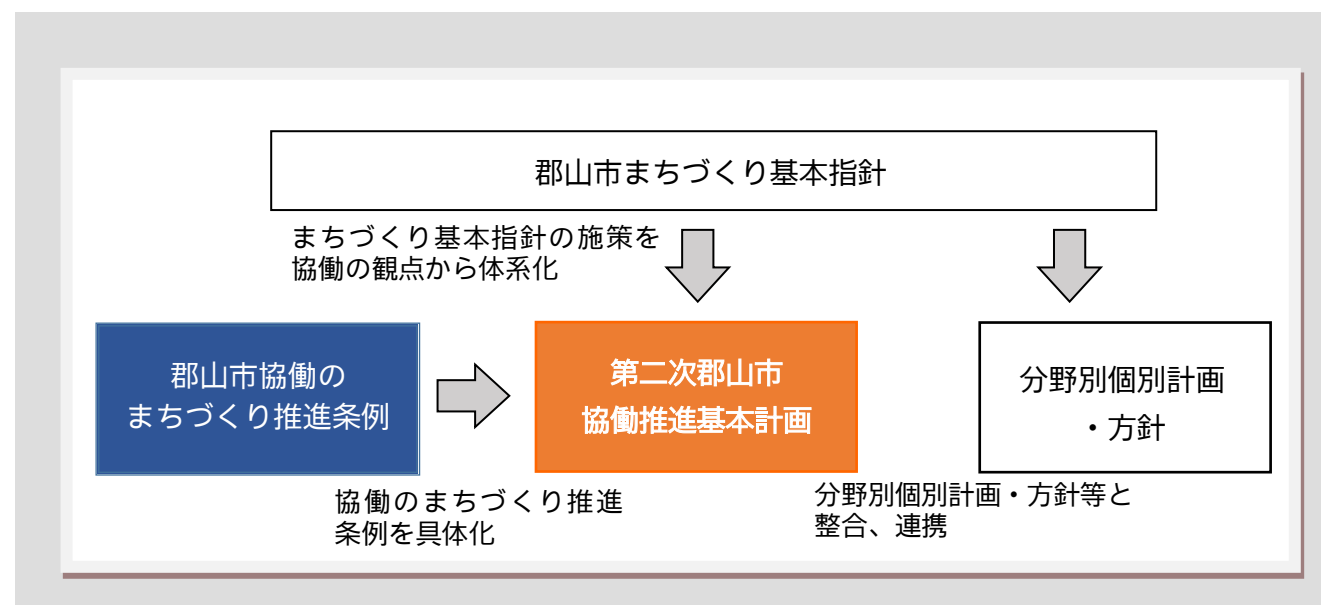 郡山市まちづくり基本指針
まちづくり基本指針の施策を
協働の観点から体系化
郡山市協働の
まちづくり推進条例
第二次郡山市
協働推進基本計画
分野別個別計画
・方針
協働のまちづくり推進
条例を具体化
分野別個別計画・方針等と
整合、連携